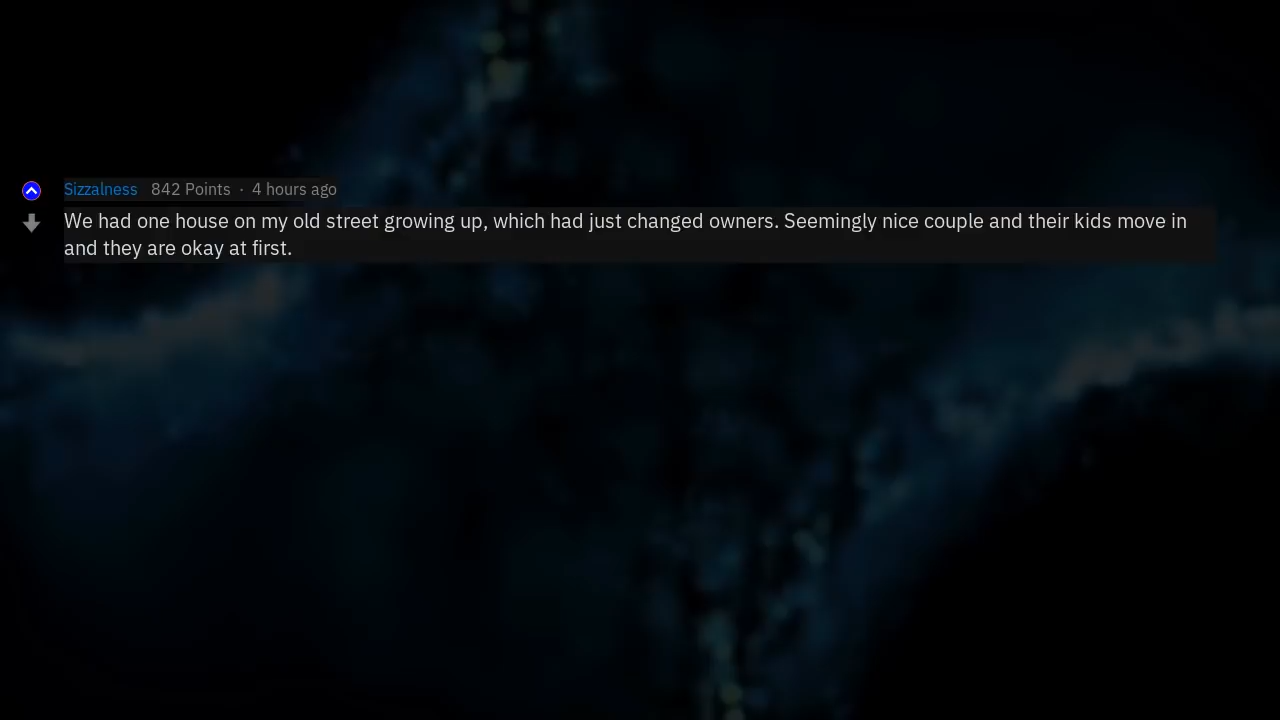 Sizzalness 842 Points · 4 hours ago
We had one house on my old street growing up, which had just changed owners. Seemingly nice couple and their kids move in
and they are okay at first.